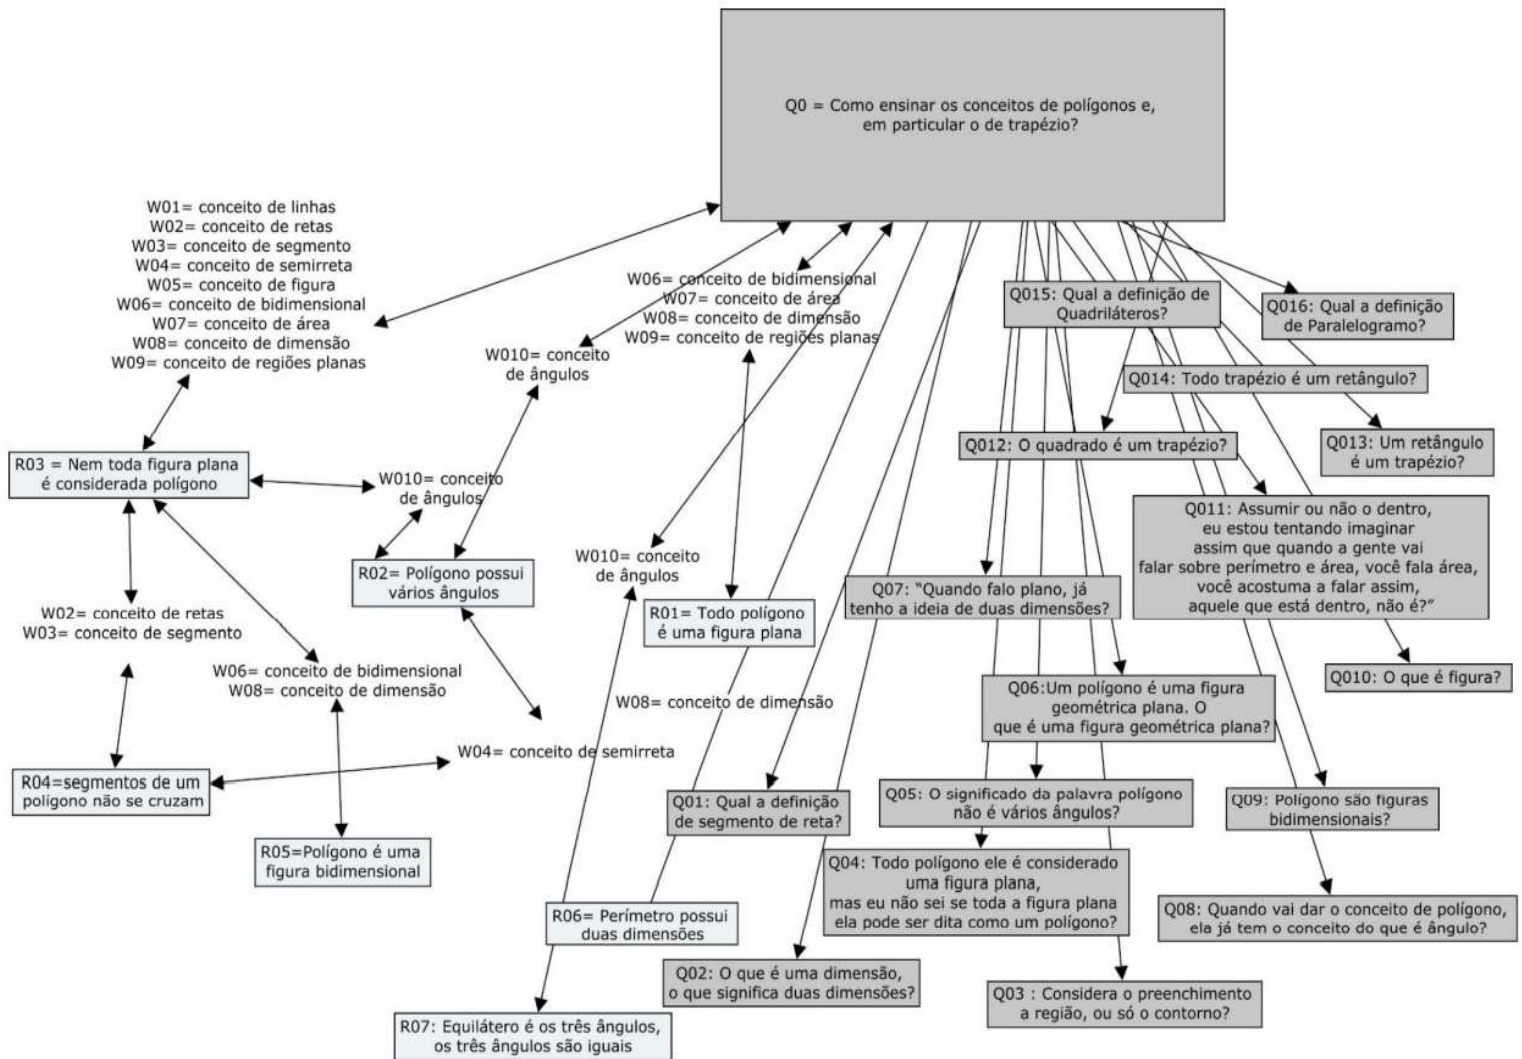 Q0 = Como ensinar os conceitos de polígonos e,
em particular o de trapézio?
W01= conceito de linhas
W02= conceito de retas
W03= conceito de segmento
W04= conceito de semirreta
W05= conceito de figura
W06= conceito de bidimensional
W07= conceito de área
W08= conceito de dimensão
W09= conceito de regiões planas
W06= conceito de bidimensional
W07= conceito de área
W08= conceito de dimensão
W09= conceito de regiões planas
W010= conceito
de ângulos
Q015: Qual a definição de
Quadriláteros?
Q016: Qual a definição
de Paralelogramo?
Q014: Todo trapézio é um retângulo?
Q012: O quadrado é um trapézio?
Q013: Um retângulo
é um trapézio?
R03 = Nem toda figura plana
é considerada polígono
W010= conceito
de ângulos
Q011: Assumir ou não o dentro,
eu estou tentando imaginar
assim que quando a gente vai
falar sobre perímetro e área, você fala área,
você acostuma a falar assim,
aquele que está dentro, não é?”
R02= Polígono possui
vários ângulos
W010= conceito
de ângulos
R01= Todo polígono
é uma figura plana
Q07: “Quando falo plano, já
tenho a ideia de duas dimensões?
W02= conceito de retas
W03= conceito de segmento
W06= conceito de bidimensional
W08= conceito de dimensão
W08= conceito de dimensão
Q06:Um polígono é uma figura
geométrica plana. O
que é uma figura geométrica plana?
Q010: O que é figura?
W04= conceito de semirreta
R04=segmentos de um
polígono não se cruzam
Q01: Qual a definição
de segmento de reta?
Q05: O significado da palavra polígono
não é vários ângulos?
Q09: Polígono são figuras
bidimensionais?
R05=Polígono é uma
figura bidimensional
Q04: Todo polígono ele é considerado
uma figura plana,
mas eu não sei se toda a figura plana
ela pode ser dita como um polígono?
R06= Perímetro possui
duas dimensões
Q08: Quando vai dar o conceito de polígono,
ela já tem o conceito do que é ângulo?
Q02: O que é uma dimensão,
o que significa duas dimensões?
Q03 : Considera o preenchimento
a região, ou só o contorno?
R07: Equilátero é os três ângulos,
os três ângulos são iguais